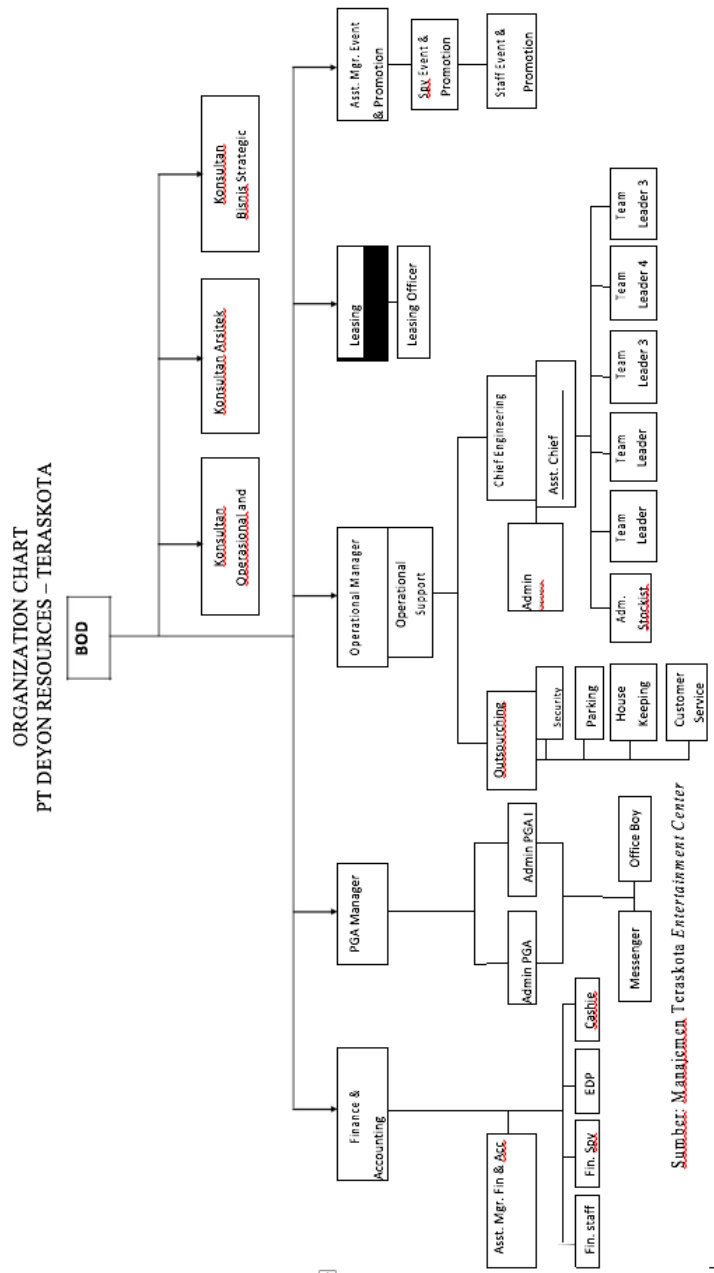 ORGANIZATION CHART
PT DEYON RESOURCES – TERASKOTA
BOD
Konsultan
Operasional and
Konsultan Arsitek
Konsultan
Bisnis Strategic
Finance &
Accounting
PGA Manager
Operational Manager
Operational
Support
Leasing
Leasing Officer
Asst. Mgr. Event
& Promotion
Spv Event &
Promotion
Staff Event &
Promotion
Asst. Mgr. Fin & Acc
Fin. staff
Fin. Spv
EDP
Cashie
Admin PGA
Admin PGA I
Messenger
Office Boy
Outsourching
Security
Parking
House
Keeping
Customer
Service
Chief Engineering
Asst. Chief
Admin
Adm.
Stockist
Team
Leader
Team
Leader
Team
Leader 3
Team
Leader 4
Team
Leader 3
Sumber: Manajemen Teraskota Entertainment Center